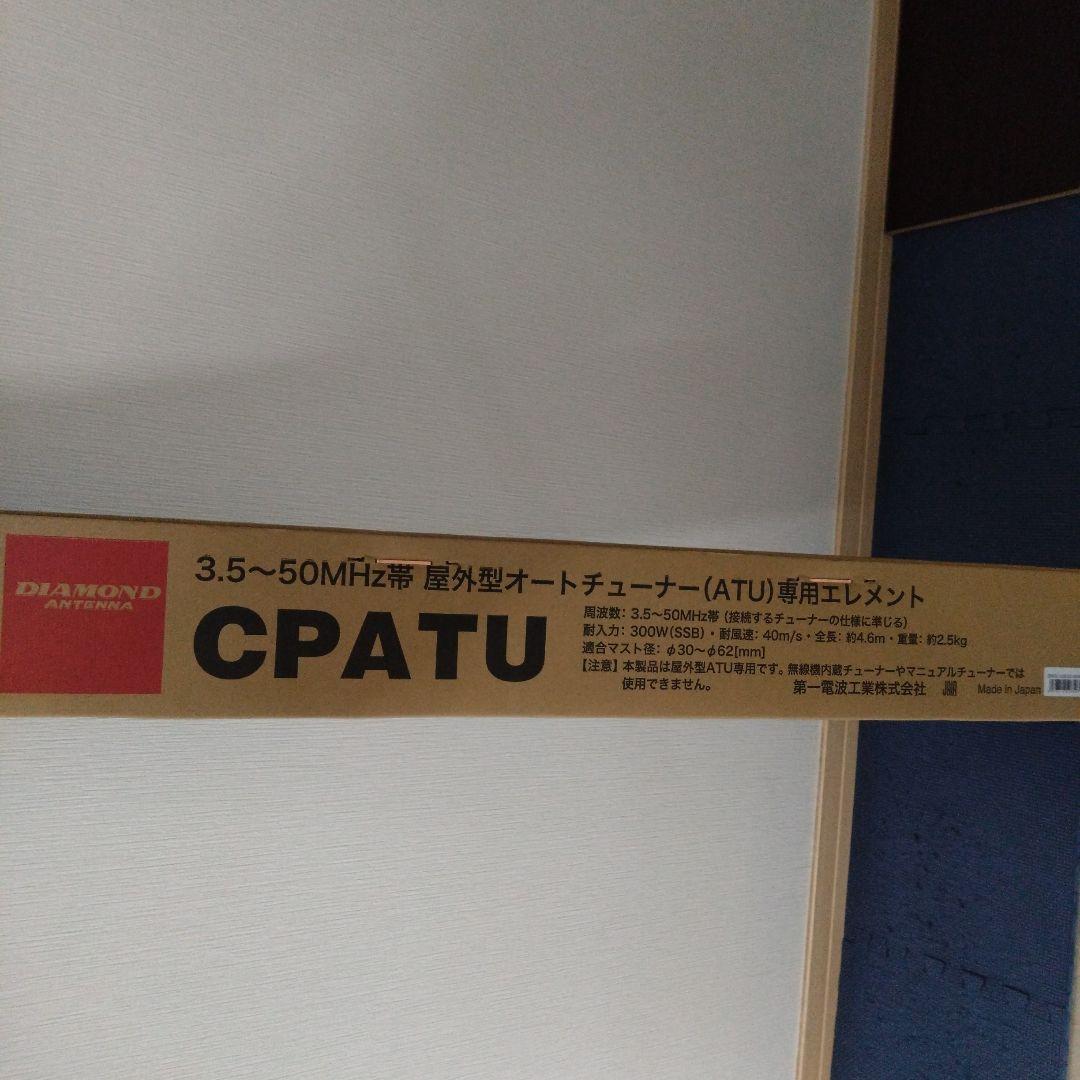 DIAMOND
ANTENNA
3.5～50MHz帯 屋外型オートチューナー(ATU)専用エレメント
CPATU
周波数: 3.5～50MHz帯 (接続するチューナーの仕様に準じる)
耐入力: 300W(SSB)・耐風速: 40m/s・全長: 約4.6m・重量: 約2.5kg
適合マスト径: φ30～φ62[mm]
【注意】本製品は屋外型ATU専用です。無線機内蔵チューナーやマニュアルチューナーでは
使用できません。
第一電波工業株式会社 JAIA Made in Japan